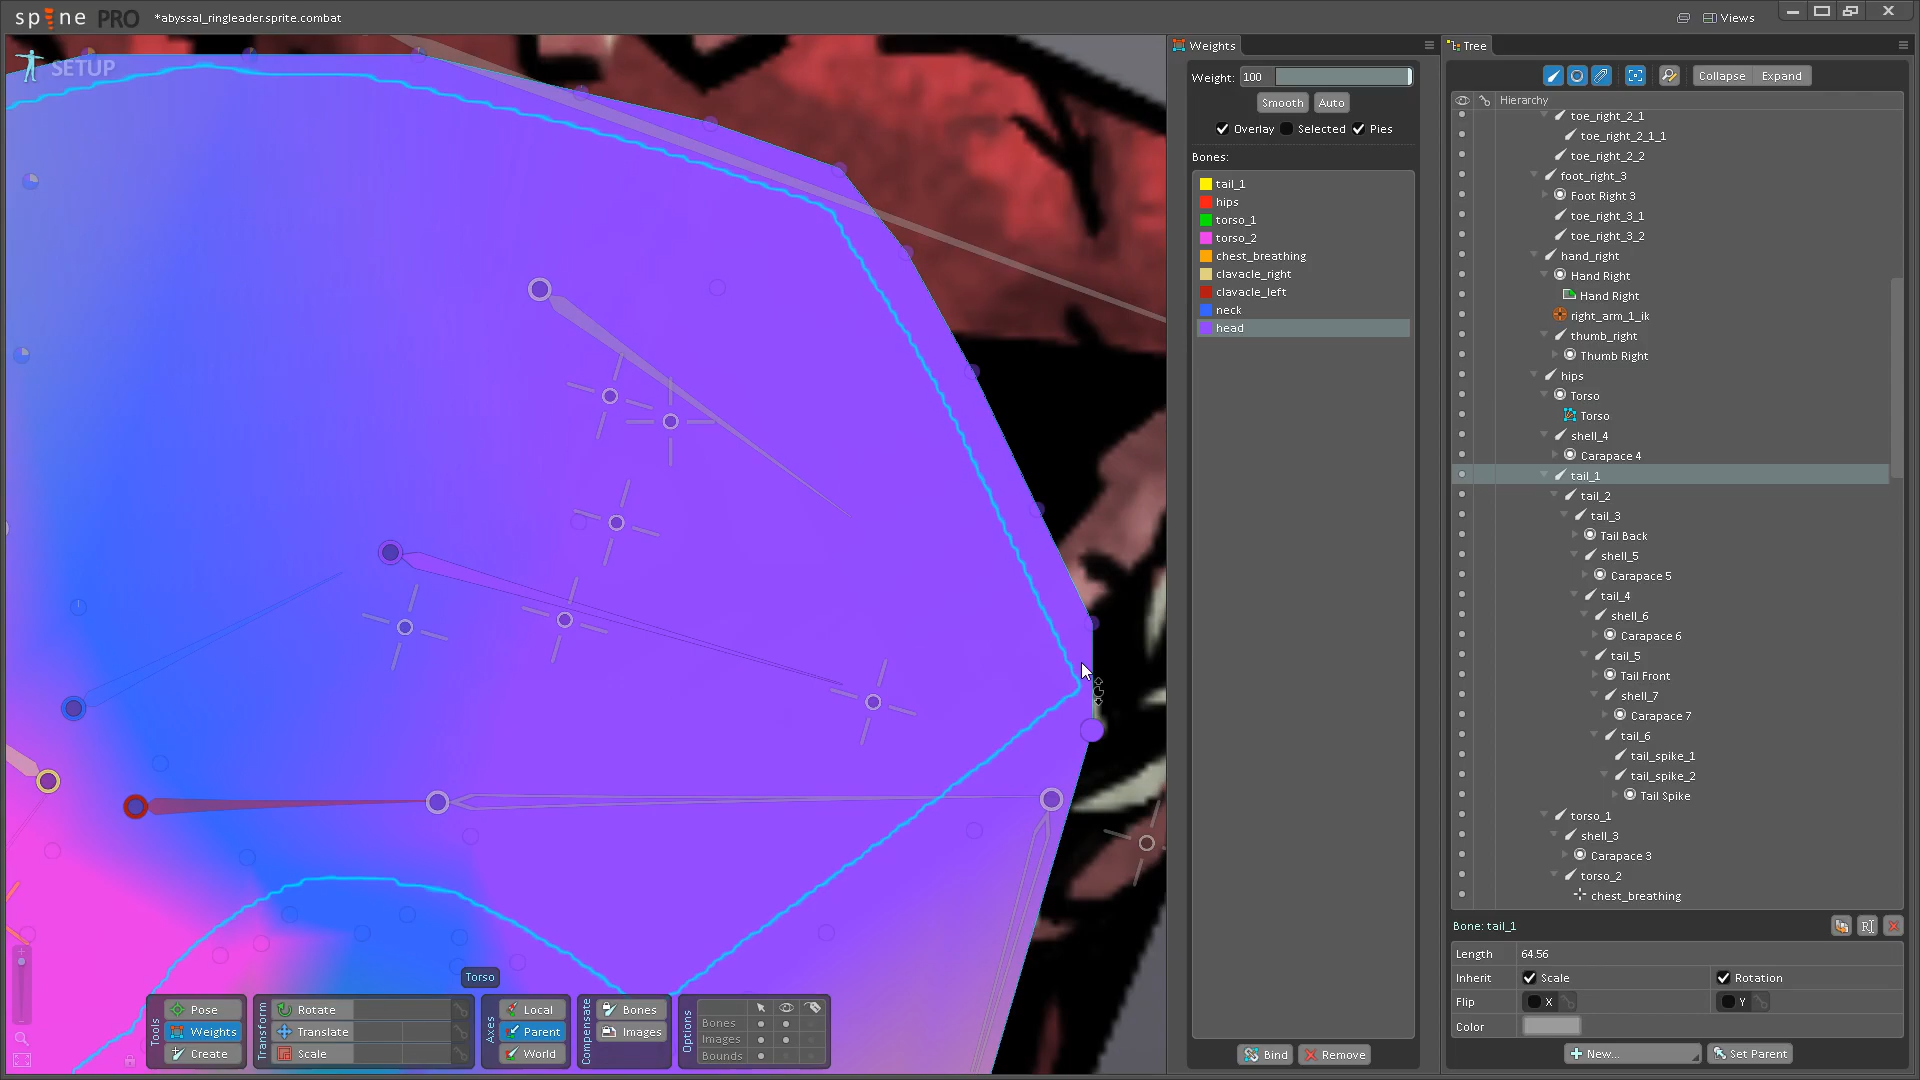 spine PRO
*abyssal_ringleader.sprite.combat
Views
SETUP
Weights
Weight: 100
Smooth
Auto
Overlay
Selected
Pies
Bones:
tail_1
hips
torso_1
torso_2
chest_breathing
clavacle_right
clavacle_left
neck
head
Bind
Remove
Tree
Collapse
Expand
Hierarchy
toe_right_2_1
toe_right_2_1_1
toe_right_2_2
foot_right_3
Foot Right 3
toe_right_3_1
toe_right_3_2
hand_right
Hand Right
Hand Right
right_arm_1_ik
thumb_right
Thumb Right
hips
Torso
Torso
shell_4
Carapace 4
tail_1
tail_2
tail_3
Tail Back
shell_5
Carapace 5
tail_4
shell_6
Carapace 6
tail_5
Tail Front
shell_7
Carapace 7
tail_6
tail_spike_1
tail_spike_2
Tail Spike
torso_1
shell_3
Carapace 3
torso_2
chest_breathing
Bone: tail_1
Length 64.56
Inherit Scale Rotation
Flip X Y
Color
New...
Set Parent
Torso
Tools
Pose
Weights
Create
Transform
Rotate
Translate
Scale
Axes
Local
Parent
World
Compensate
Bones
Images
Options
Bones
Images
Bounds